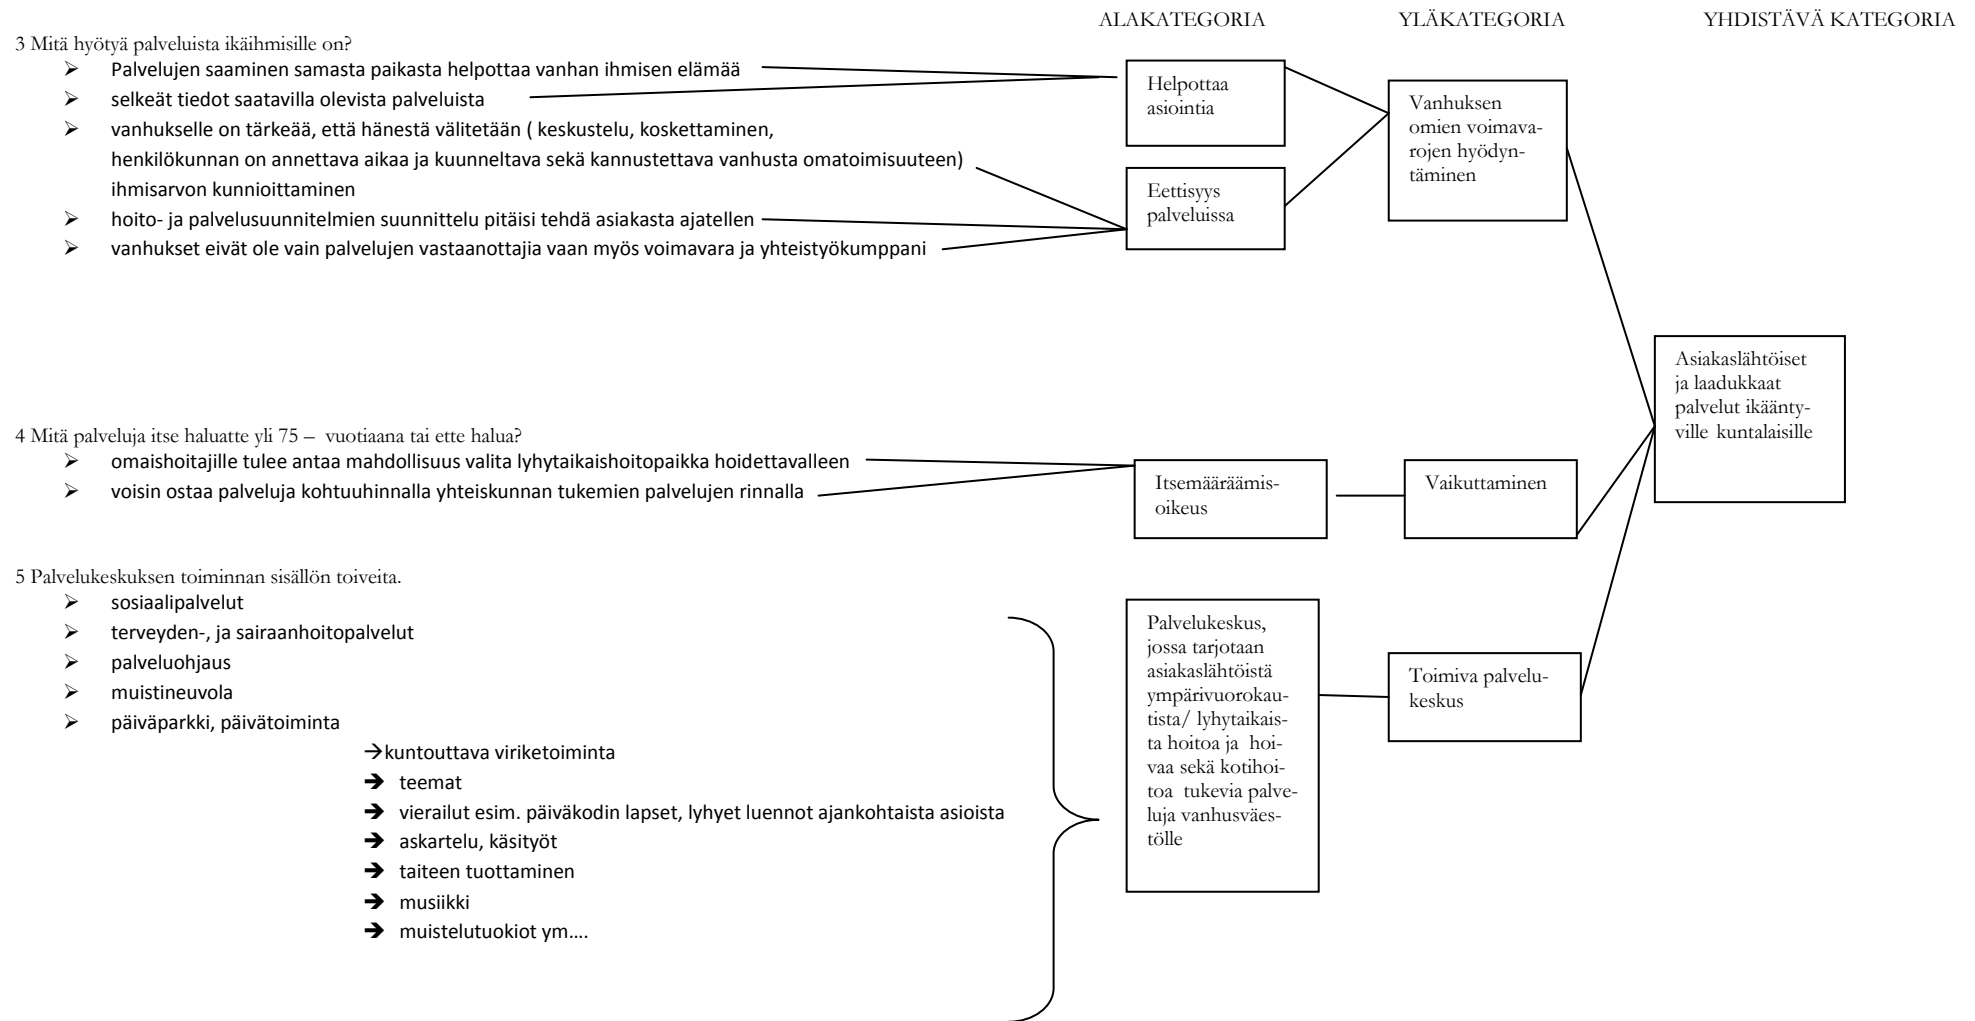 ALAKATEGORIA YLÄKATEGORIA YHDISTÄVÄ KATEGORIA
3 Mitä hyötyä palveluista ikäihmisille on?
➢ Palvelujen saaminen samasta paikasta helpottaa vanhan ihmisen elämää
➢ selkeät tiedot saatavilla olevista palveluista
➢ vanhukselle on tärkeää, että hänestä välitetään ( keskustelu, koskettaminen,
henkilökunnan on annettava aikaa ja kuunneltava sekä kannustettava vanhusta omatoimisuuteen)
ihmisarvon kunnioittaminen
➢ hoito- ja palvelusuunnitelmien suunnittelu pitäisi tehdä asiakasta ajatellen
➢ vanhukset eivät ole vain palvelujen vastaanottajia vaan myös voimavara ja yhteistyökumppani
Helpottaa
asiointia
Eettisyys
palveluissa
Vanhuksen
omien voimava-
rojen hyödyn-
täminen
Asiakaslähtöiset
ja laadukkaat
palvelut ikäänty-
ville kuntalaisille
4 Mitä palveluja itse haluatte yli 75 – vuotiaana tai ette halua?
➢ omaishoitajille tulee antaa mahdollisuus valita lyhytaikaishoitopaikka hoidettavalleen
➢ voisin ostaa palveluja kohtuuhinnalla yhteiskunnan tukemien palvelujen rinnalla
Itsemääräämis-
oikeus
Vaikuttaminen
5 Palvelukeskuksen toiminnan sisällön toiveita.
➢ sosiaalipalvelut
➢ terveyden-, ja sairaanhoitopalvelut
➢ palveluohjaus
➢ muistineuvola
➢ päiväparkki, päivätoiminta
→kuntouttava viriketoiminta
➔ teemat
➔ vierailut esim. päiväkodin lapset, lyhyet luennot ajankohtaista asioista
➔ askartelu, käsityöt
➔ taiteen tuottaminen
➔ musiikki
➔ muistelutuokiot ym….
Palvelukeskus,
jossa tarjotaan
asiakaslähtöistä
ympärivuorokau-
tista/ lyhytaikais-
ta hoitoa ja hoi-
vaa sekä kotihoi-
toa tukevia palve-
luja vanhusväes-
tölle
Toimiva palvelu-
keskus